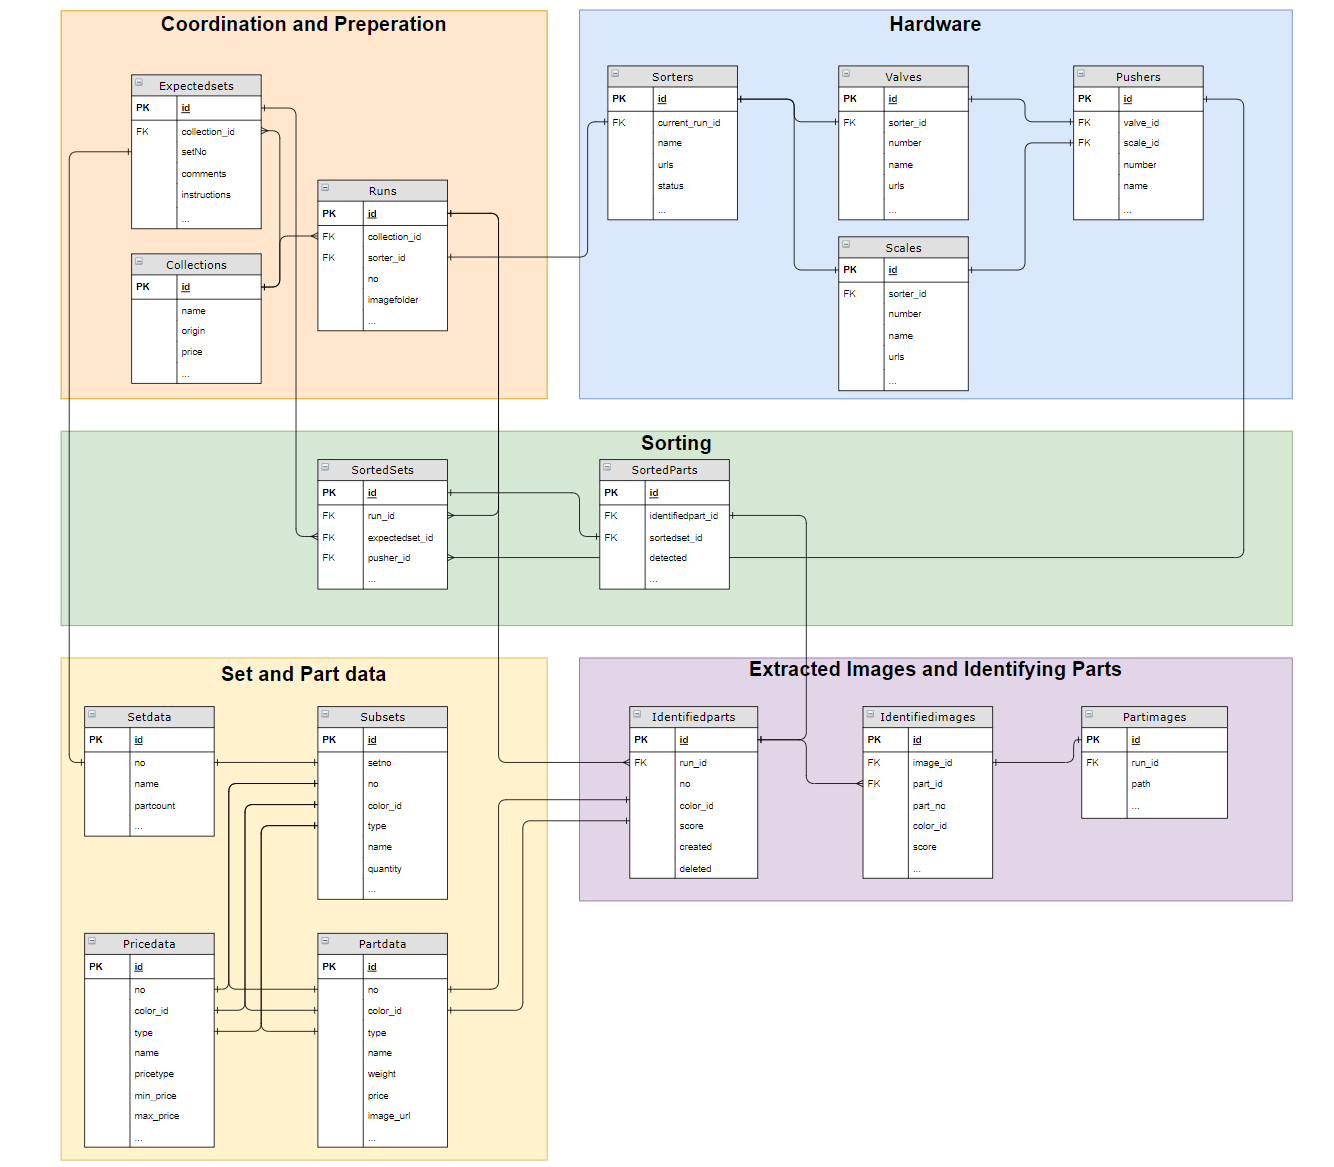 Coordination and Preperation
Expectedsets
PK id
FK collection_id
setNo
comments
instructions
...
Collections
PK id
name
origin
price
...
Runs
PK id
FK collection_id
FK sorter_id
no
imagefolder
...
Hardware
Sorters
PK id
FK current_run_id
name
urls
status
...
Valves
PK id
FK sorter_id
number
name
urls
...
Pushers
PK id
FK valve_id
FK scale_id
number
name
...
Scales
PK id
FK sorter_id
number
name
urls
...
Sorting
SortedSets
PK id
FK run_id
FK expectedset_id
FK pusher_id
...
SortedParts
PK id
FK identifiedpart_id
FK sortedset_id
detected
...
Set and Part data
Setdata
PK id
no
name
partcount
...
Subsets
PK id
setno
no
color_id
type
name
quantity
...
Pricedata
PK id
no
color_id
type
name
pricetype
min_price
max_price
...
Partdata
PK id
no
color_id
type
name
weight
price
image_url
...
Extracted Images and Identifying Parts
Identifiedparts
PK id
FK run_id
no
color_id
score
created
deleted
Identifiedimages
PK id
FK image_id
FK part_id
part_no
color_id
score
...
Partimages
PK id
FK run_id
path
...